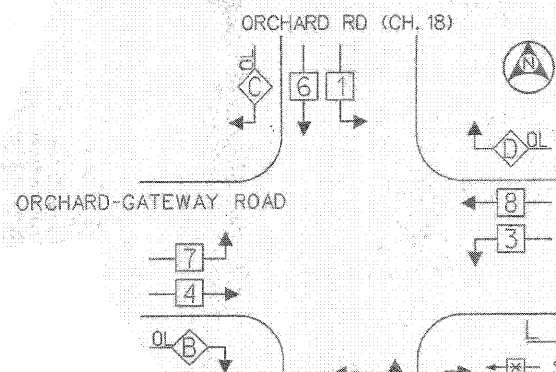 ORCHARD RD (CH. 18)
OL
C
6
1
N
D
OL
ORCHARD-GATEWAY ROAD
8
3
7
4
OL
B